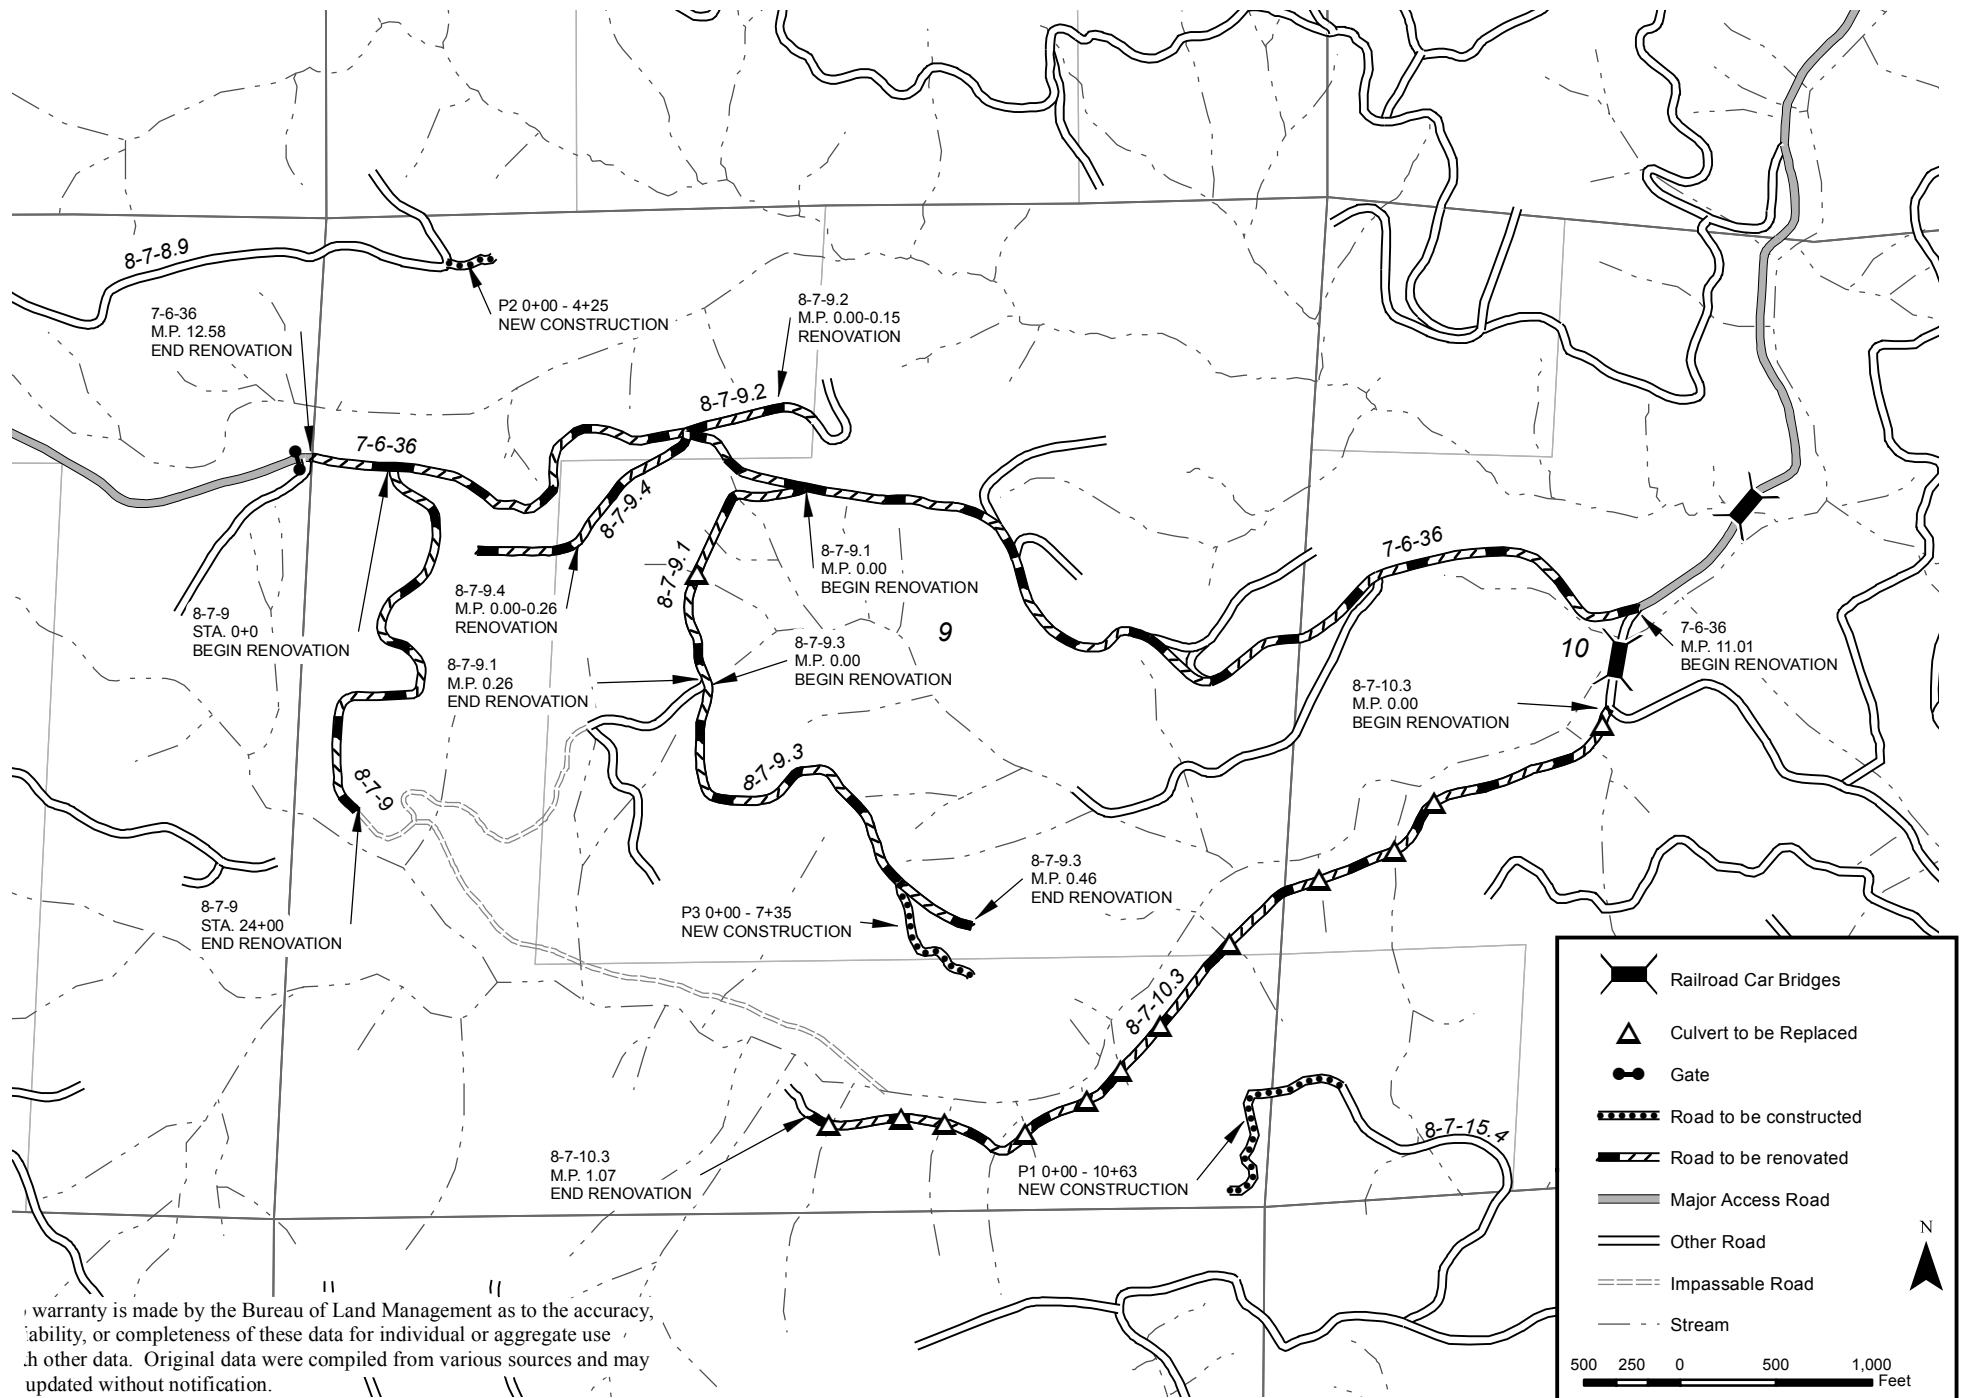 8-7-8.9
7-6-36
M.P. 12.58
END RENOVATION
P2 0+00 - 4+25
NEW CONSTRUCTION
8-7-9.2
M.P. 0.00-0.15
RENOVATION
8-7-9.2
7-6-36
8-7-9.4
8-7-9.1
7-6-36
8-7-9
STA. 0+0
BEGIN RENOVATION
8-7-9.4
M.P. 0.00-0.26
RENOVATION
8-7-9.1
M.P. 0.00
BEGIN RENOVATION
9
10
7-6-36
M.P. 11.01
BEGIN RENOVATION
8-7-9.1
M.P. 0.26
END RENOVATION
8-7-9.3
M.P. 0.00
BEGIN RENOVATION
8-7-10.3
M.P. 0.00
BEGIN RENOVATION
8-7-9
8-7-9.3
8-7-9
STA. 24+00
END RENOVATION
P3 0+00 - 7+35
NEW CONSTRUCTION
8-7-9.3
M.P. 0.46
END RENOVATION
8-7-10.3
8-7-10.3
M.P. 1.07
END RENOVATION
P1 0+00 - 10+63
NEW CONSTRUCTION
8-7-15.4
Railroad Car Bridges
Culvert to be Replaced
Gate
Road to be constructed
Road to be renovated
Major Access Road
Other Road
Impassable Road
Stream
N
500 250 0 500 1,000
Feet
warranty is made by the Bureau of Land Management as to the accuracy,
iability, or completeness of these data for individual or aggregate use
h other data. Original data were compiled from various sources and may
updated without notification.